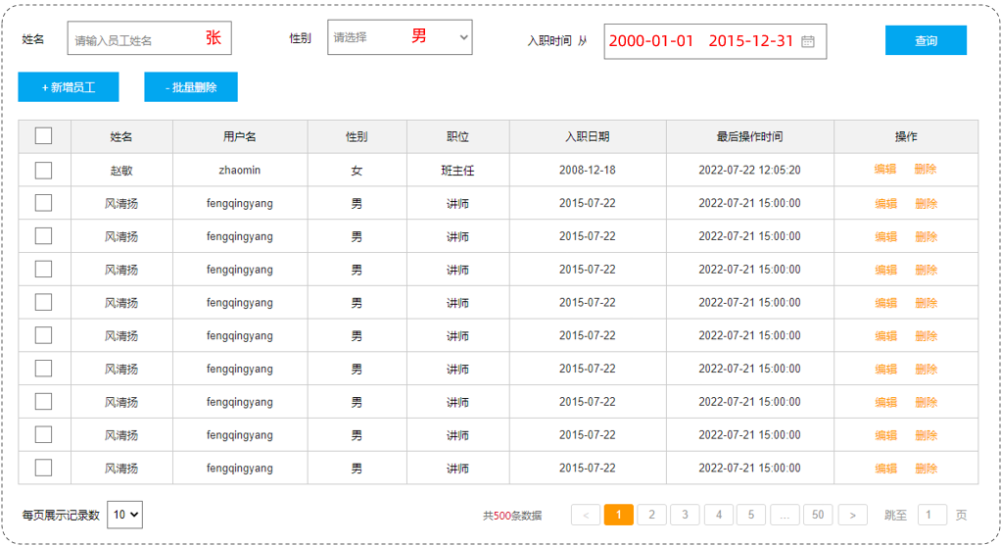 姓名 请输入员工姓名 张 性别 请选择 男 入职时间 从 2000-01-01 2015-12-31 查询
+ 新增员工 - 批量删除
姓名 用户名 性别 职位 入职日期 最后操作时间 操作
赵敏 zhaomin 女 班主任 2008-12-18 2022-07-22 12:05:20 编辑 删除
风清扬 fengqingyang 男 讲师 2015-07-22 2022-07-21 15:00:00 编辑 删除
风清扬 fengqingyang 男 讲师 2015-07-22 2022-07-21 15:00:00 编辑 删除
风清扬 fengqingyang 男 讲师 2015-07-22 2022-07-21 15:00:00 编辑 删除
风清扬 fengqingyang 男 讲师 2015-07-22 2022-07-21 15:00:00 编辑 删除
风清扬 fengqingyang 男 讲师 2015-07-22 2022-07-21 15:00:00 编辑 删除
风清扬 fengqingyang 男 讲师 2015-07-22 2022-07-21 15:00:00 编辑 删除
风清扬 fengqingyang 男 讲师 2015-07-22 2022-07-21 15:00:00 编辑 删除
风清扬 fengqingyang 男 讲师 2015-07-22 2022-07-21 15:00:00 编辑 删除
风清扬 fengqingyang 男 讲师 2015-07-22 2022-07-21 15:00:00 编辑 删除
每页展示记录数 10 共500条数据 < 1 2 3 4 5 ... 50 > 跳至 1 页